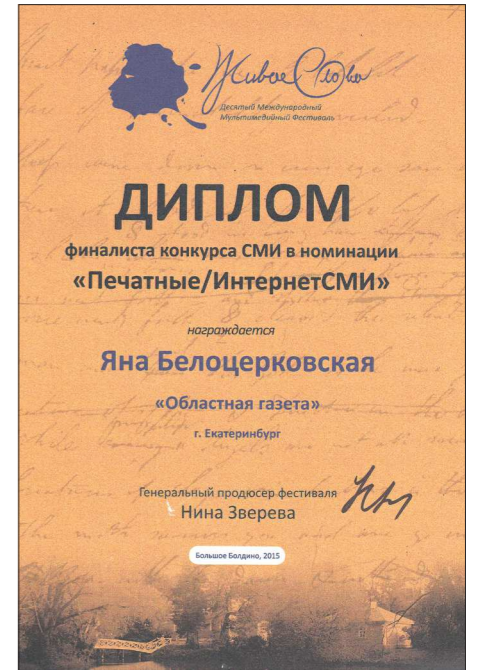 Живое Слово
Десятый Международный
Мультимедийный Фестиваль
ДИПЛОМ
финалиста конкурса СМИ в номинации
«Печатные/ИнтернетСМИ»
награждается
Яна Белоцерковская
«Областная газета»
г. Екатеринбург
Генеральный продюсер фестиваля
Нина Зверева
Большое Болдино, 2015